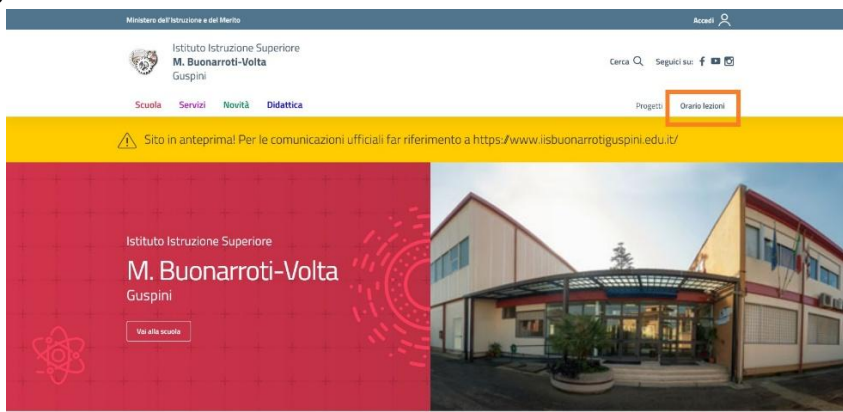 Ministero dell'Istruzione e del Merito
Accedi
Istituto Istruzione Superiore
M. Buonarroti-Volta
Guspini
Cerca
Seguici su:
Scuola Servizi Novità Didattica
Progetti Orario lezioni
Sito in anteprima! Per le comunicazioni ufficiali far riferimento a https://www.iisbuonarrotiguspini.edu.it/
Istituto Istruzione Superiore
M. Buonarroti-Volta
Guspini
Vai alla scuola